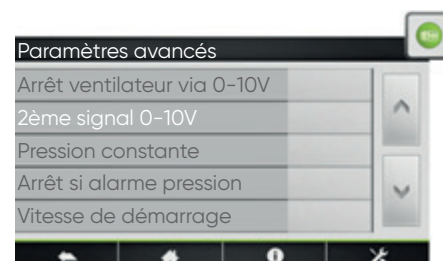 Paramètres avancés
Arrêt ventilateur via 0-10V
2ème signal 0-10V
Pression constante
Arrêt si alarme pression
Vitesse de démarrage